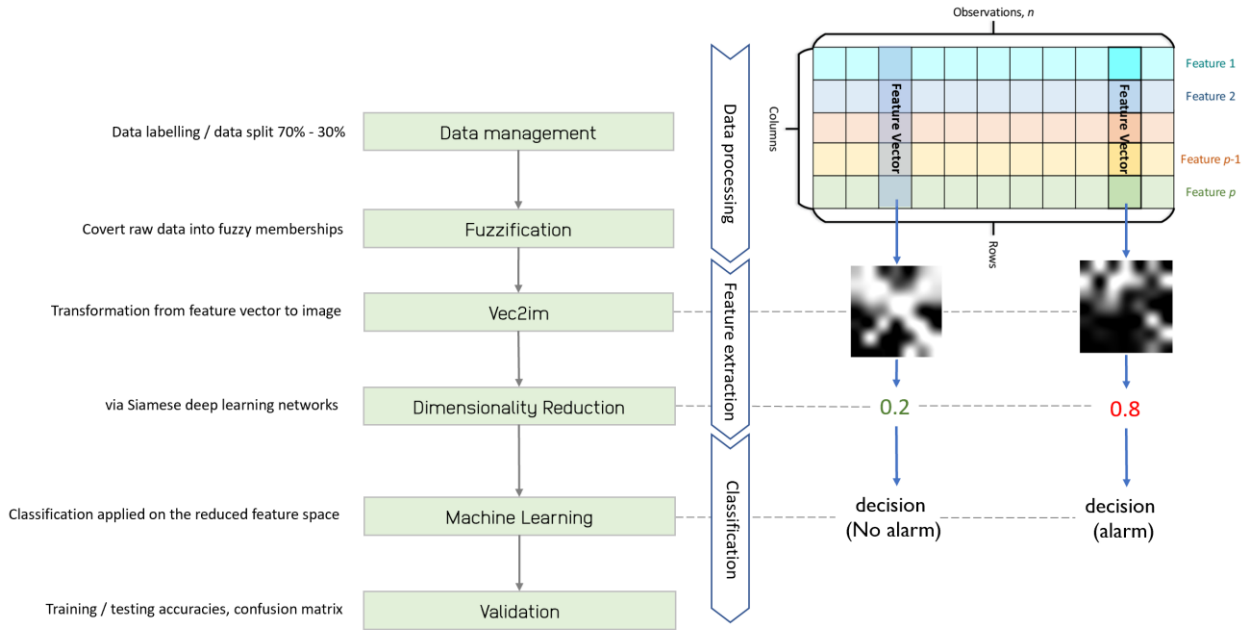 Observations, n
Columns
Feature Vector
Feature Vector
Feature 1
Feature 2
Feature p-1
Feature p
Rows
Data processing
Feature extraction
Classification
Data labelling / data split 70% - 30%
Data management
Covert raw data into fuzzy memberships
Fuzzification
Transformation from feature vector to image
Vec2im
via Siamese deep learning networks
Dimensionality Reduction
0.2
0.8
Classification applied on the reduced feature space
Machine Learning
decision
(No alarm)
decision
(alarm)
Training / testing accuracies, confusion matrix
Validation